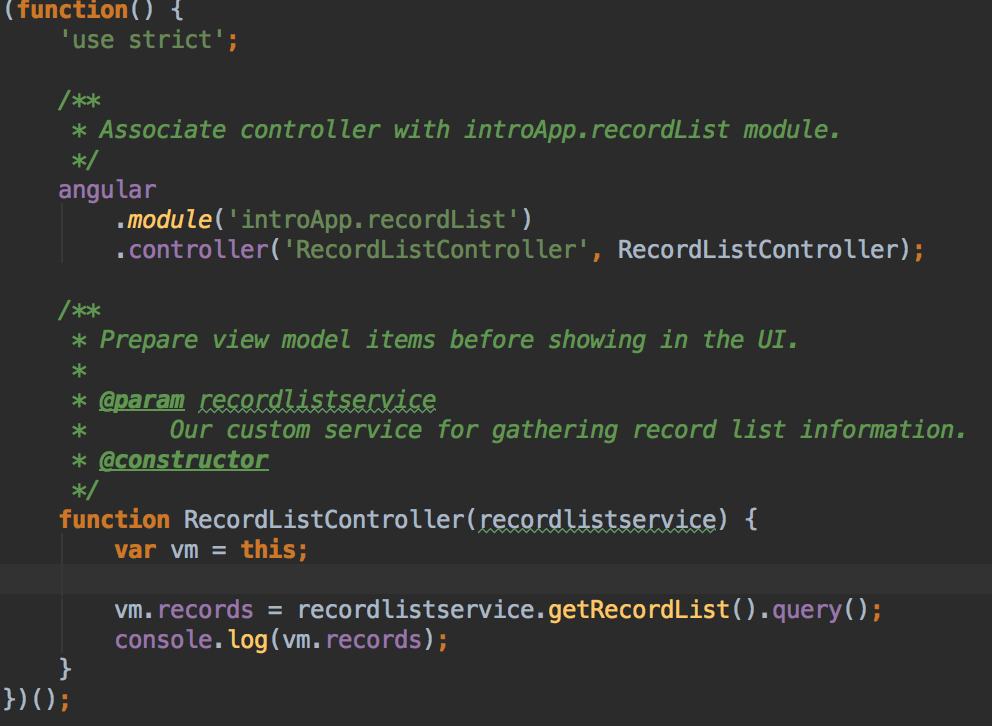 (function() {
    'use strict';

    /**
     * Associate controller with introApp.recordList module.
     */
    angular
        .module('introApp.recordList')
        .controller('RecordListController', RecordListController);

    /**
     * Prepare view model items before showing in the UI.
     *
     * @param recordlistservice
     *      Our custom service for gathering record list information.
     * @constructor
     */
    function RecordListController(recordlistservice) {
        var vm = this;

        vm.records = recordlistservice.getRecordList().query();
        console.log(vm.records);
    }
})();